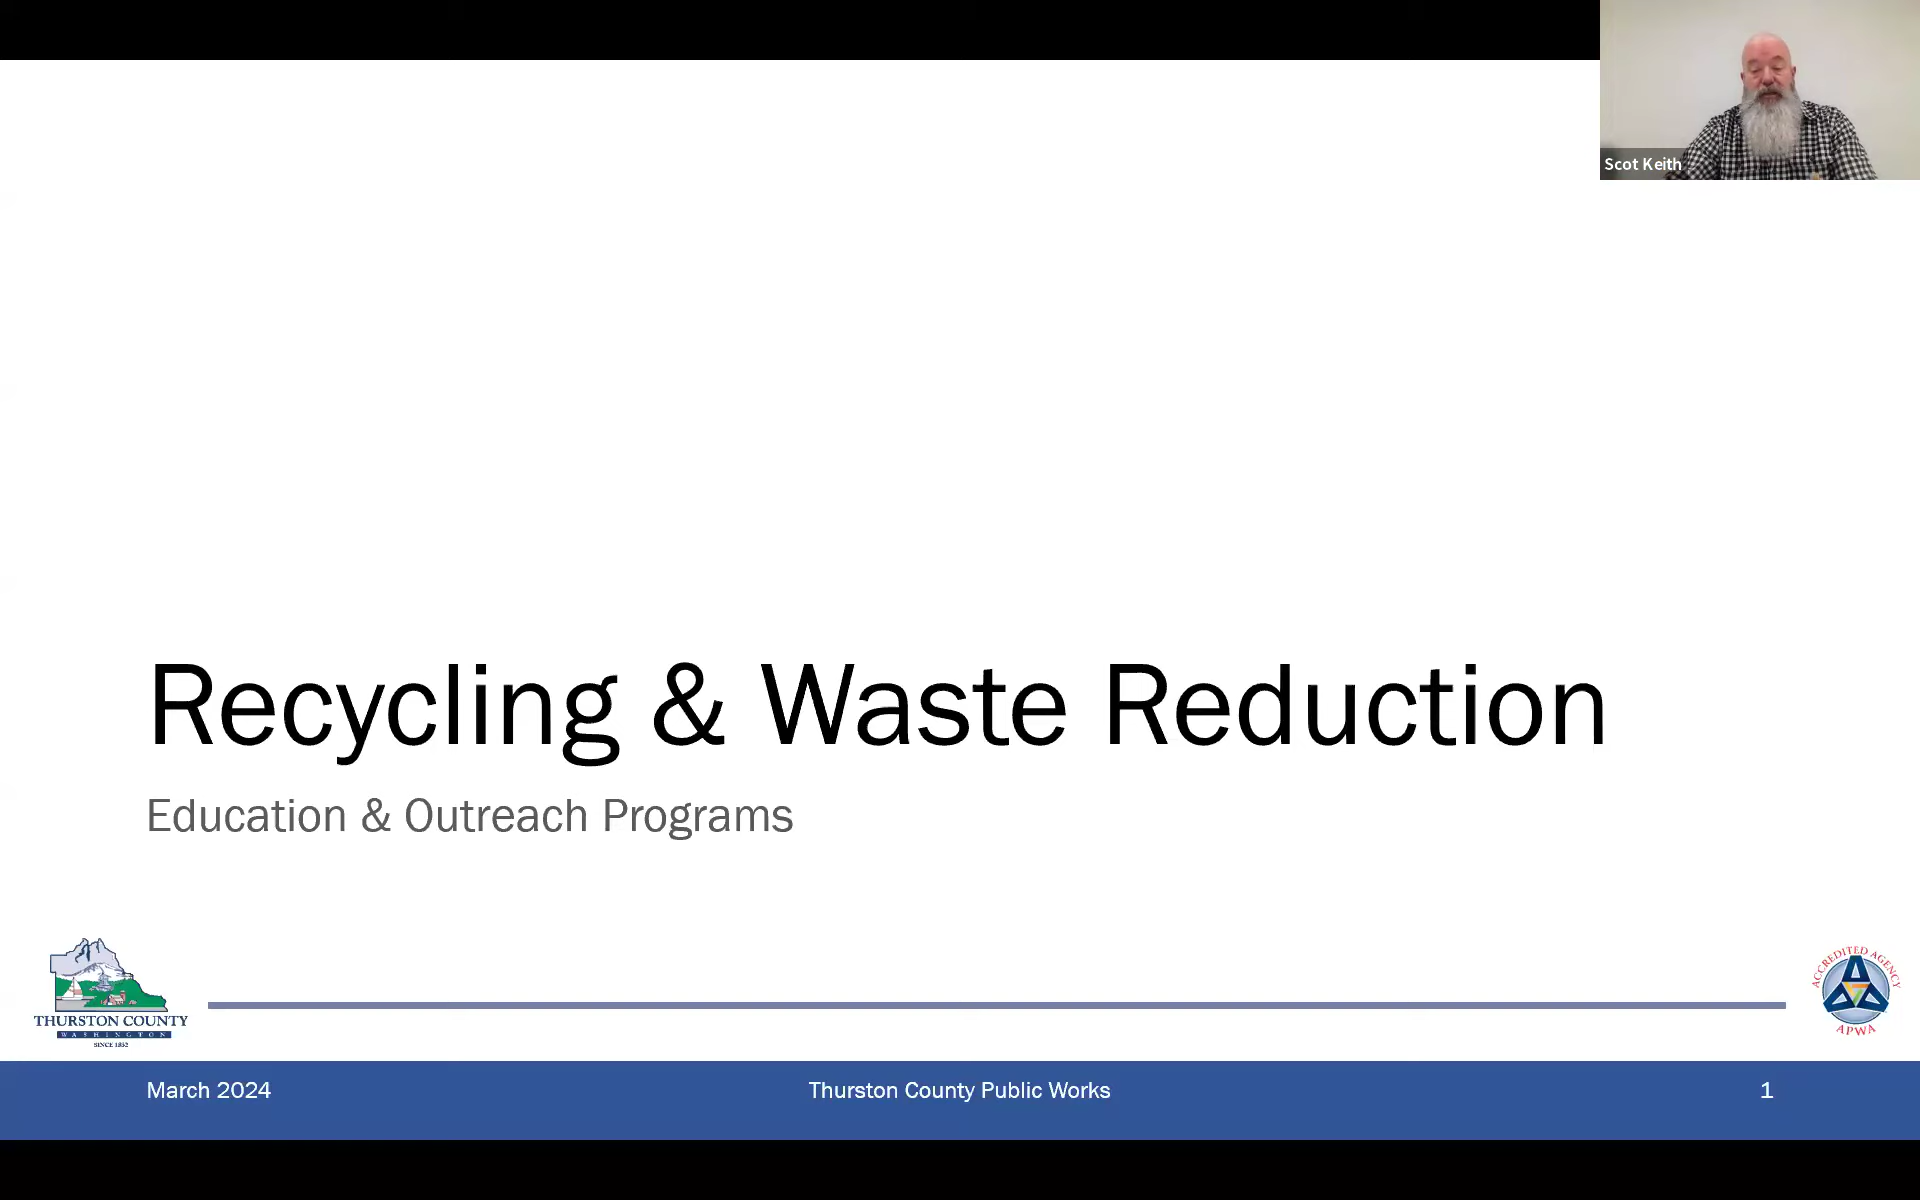 Scot Keith
Recycling & Waste Reduction
Education & Outreach Programs
THURSTON COUNTY
WASHINGTON
SINCE 1852
ACCREDITED AGENCY
APWA
March 2024
Thurston County Public Works
1